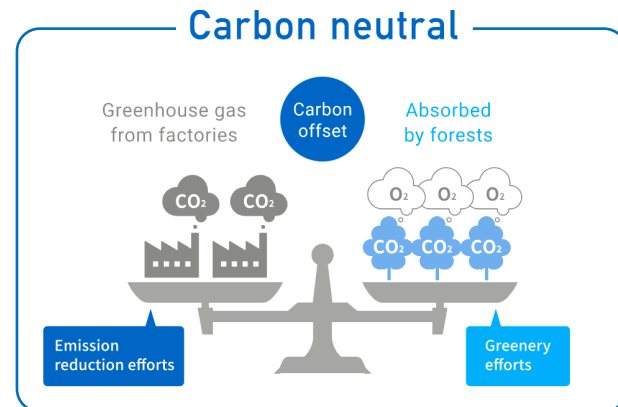 Carbon neutral
Greenhouse gas
from factories
Carbon
offset
Absorbed
by forests
CO₂
CO₂
O₂
O₂
O₂
CO₂
CO₂
CO₂
Emission
reduction efforts
Greenery
efforts